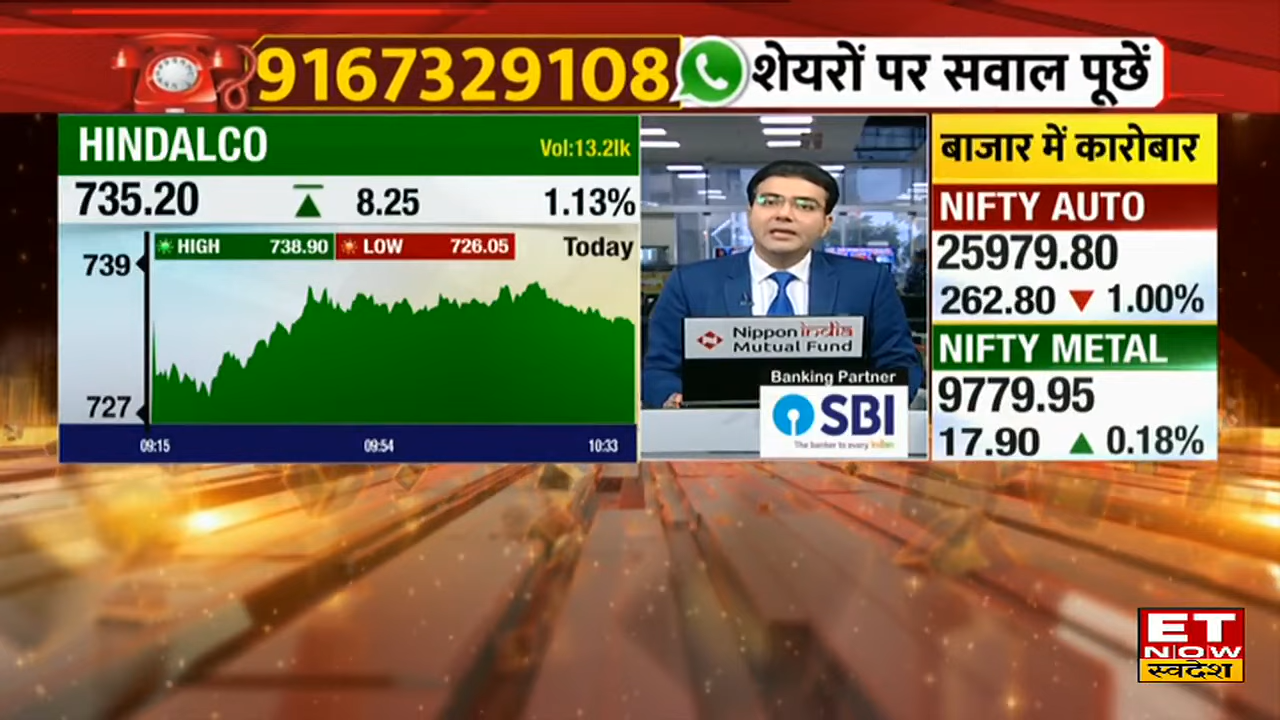 9167329108 शेयरों पर सवाल पूछें
HINDALCO Vol:13.2lk
735.20 8.25 1.13%
HIGH 738.90 LOW 726.05 Today
739
727
09:15 09:54 10:33
Nippon india
Mutual Fund
Banking Partner
SBI
The banker to every indian
बाजार में कारोबार
NIFTY AUTO
25979.80
262.80 1.00%
NIFTY METAL
9779.95
17.90 0.18%
ET
NOW
स्वदेश